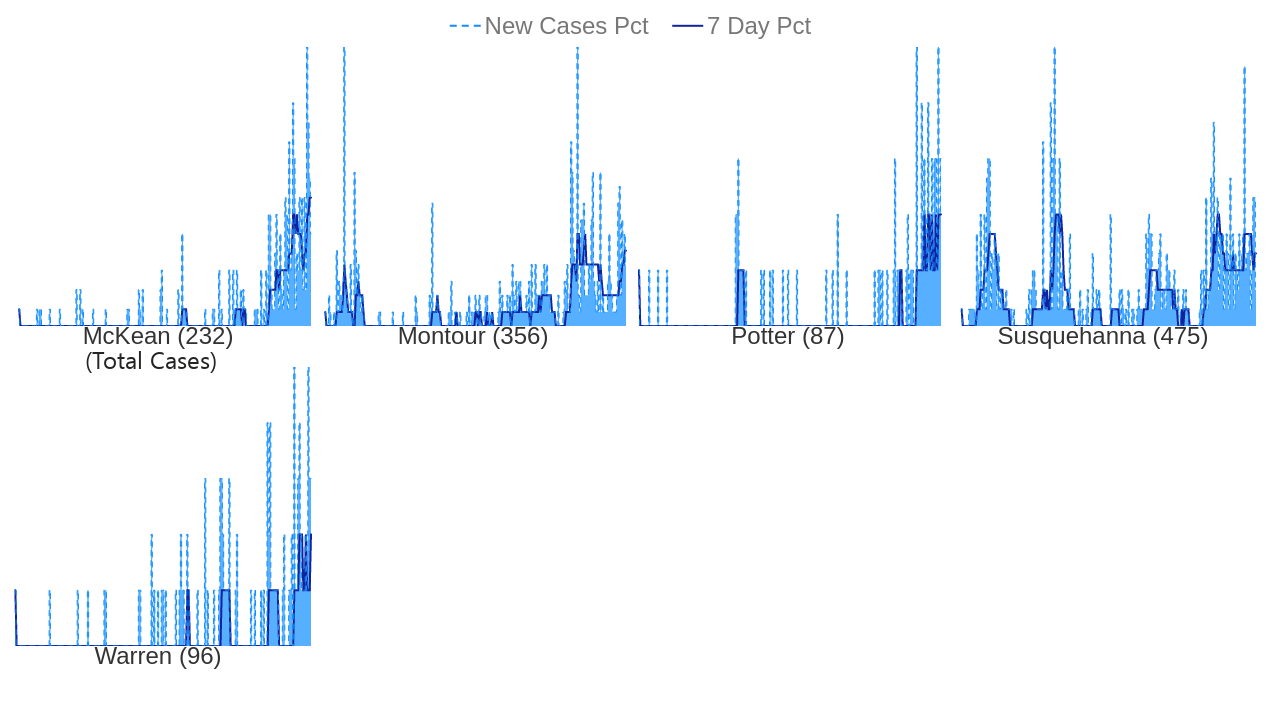 New Cases Pct 7 Day Pct
McKean (232) Montour (356) Potter (87) Susquehanna (475)
(Total Cases)
Warren (96)